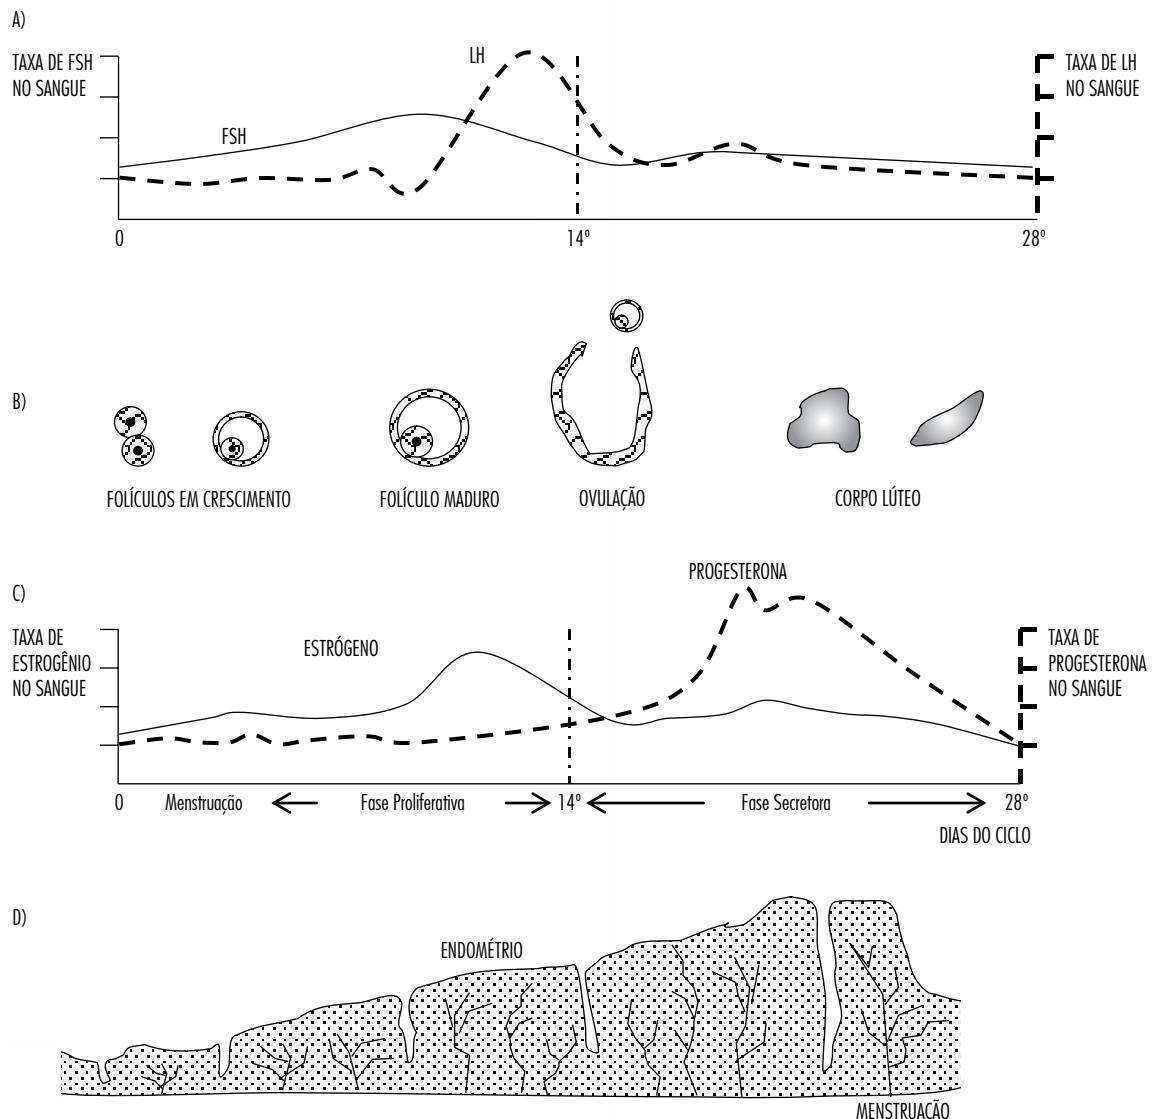 A)
TAXA DE FSH
NO SANGUE
LH
TAXA DE LH
NO SANGUE
FSH
0
14º
28º
B)
FOLÍCULOS EM CRESCIMENTO
FOLÍCULO MADURO
OVULAÇÃO
CORPO LÚTEO
PROGESTERONA
C)
TAXA DE
ESTROGÊNIO
NO SANGUE
ESTRÓGENO
TAXA DE
PROGESTERONA
NO SANGUE
0
Menstruação
Fase Proliferativa
14º
Fase Secretora
28º
DIAS DO CICLO
D)
ENDOMÉTRIO
MENSTRUAÇÃO